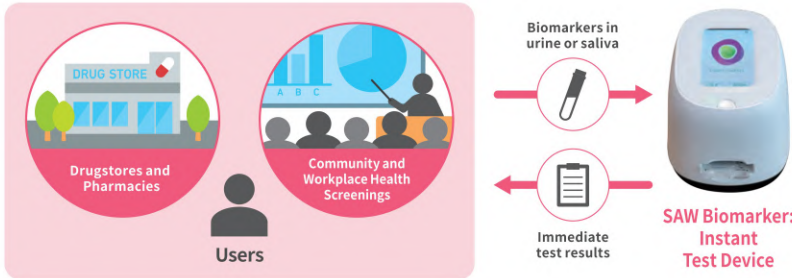 DRUG STORE
Drugstores and
Pharmacies
A B C
Community and
Workplace Health
Screenings
Users
Biomarkers in
urine or saliva
Immediate
test results
SAW Biomarker:
Instant
Test Device